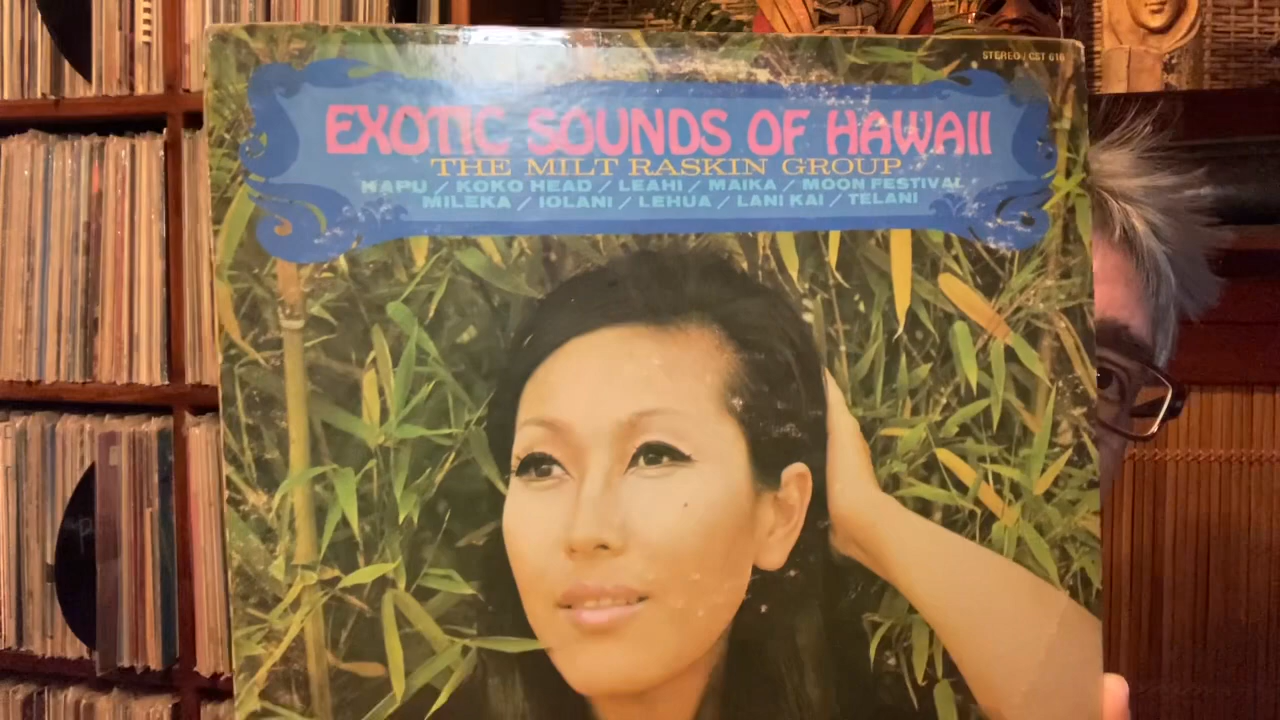 STEREO / CST 616
EXOTIC SOUNDS OF HAWAII
THE MILT RASKIN GROUP
KAPU / KOKO HEAD / LEAHI / MAIKA / MOON FESTIVAL
MILEKA / IOLANI / LEHUA / LANI KAI / TELANI